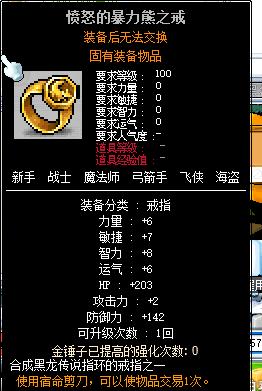 愤怒的暴力熊之戒
装备后无法交换
固有装备物品
要求等级： 100
要求力量： 0
要求敏捷： 0
要求智力： 0
要求运气： 0
要求人气度： -
道具等级： -
道具经验值： -
新手 战士 魔法师 弓箭手 飞侠 海盗
装备分类 : 戒指
力量 : +6
敏捷 : +7
智力 : +8
运气 : +6
HP : +203
攻击力 : +2
防御力 : +142
可升级次数 : 1回
金锤子已提高的强化次数: 0
合成黑龙传说指环的戒指之一
使用宿命剪刀，可以使物品交易1次。